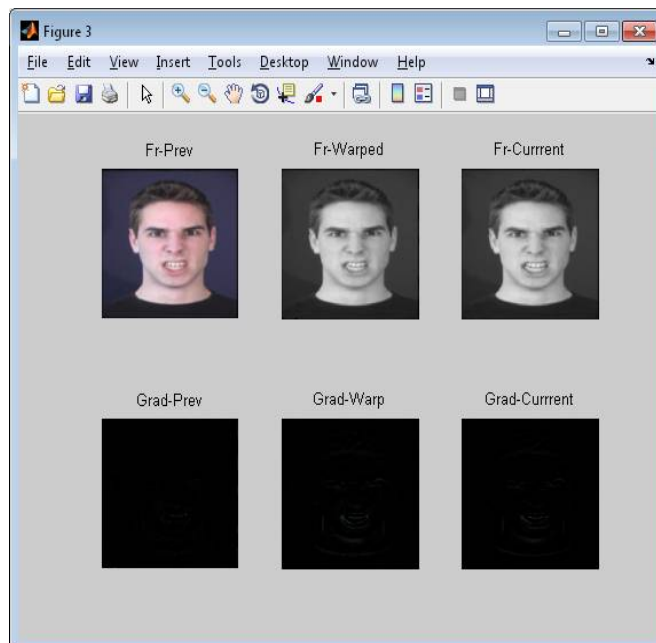 Figure 3
File Edit View Insert Tools Desktop Window Help
Fr-Prev Fr-Warped Fr-Currrent
Grad-Prev Grad-Warp Grad-Currrent